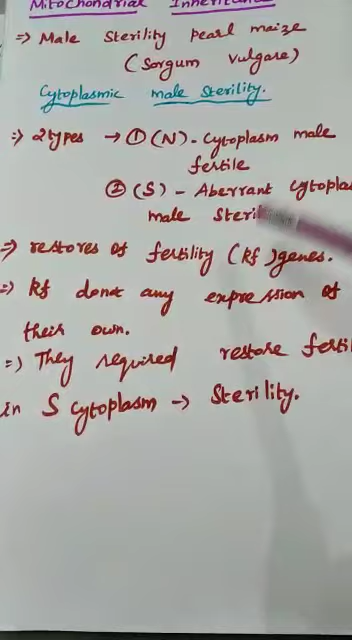 Mitochondrial Inheritance
=> Male Sterility pearl maize
(Sorgum vulgare)
Cytoplasmic male Sterility.
=> 2types → ① (N) - Cytoplasm male
fertile
② (S) - Aberrant Cytoplas
male Steri
=> restores of fertility (Rf) genes.
=> Rf donot any expression of
their own.
=> They required restore fertil
in S cytoplasm → Sterility.